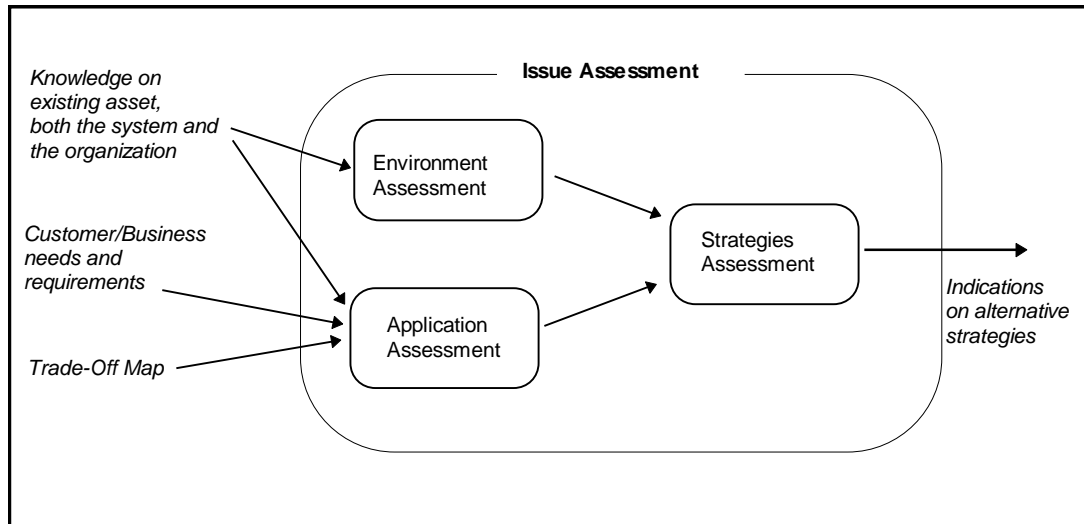 Issue Assessment
Knowledge on
existing asset,
both the system and
the organization
Environment
Assessment
Customer/Business
needs and
requirements
Strategies
Assessment
Indications
on alternative
strategies
Application
Assessment
Trade-Off Map